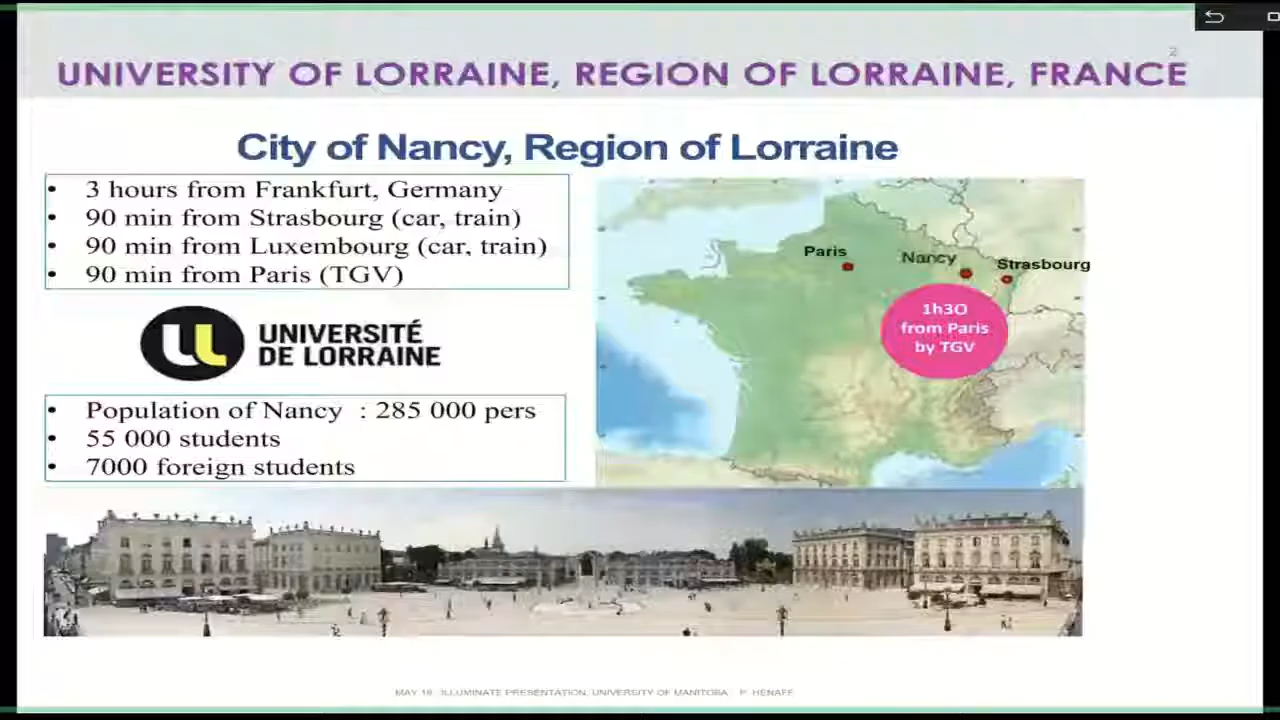 2
UNIVERSITY OF LORRAINE, REGION OF LORRAINE, FRANCE
City of Nancy, Region of Lorraine
• 3 hours from Frankfurt, Germany
• 90 min from Strasbourg (car, train)
• 90 min from Luxembourg (car, train)
• 90 min from Paris (TGV)
UNIVERSITÉ
DE LORRAINE
• Population of Nancy : 285 000 pers
• 55 000 students
• 7000 foreign students
Paris
Nancy
Strasbourg
1h30
from Paris
by TGV
MAY 16 ILLUMINATE PRESENTATION, UNIVERSITY OF MANITOBA P. HENAFF